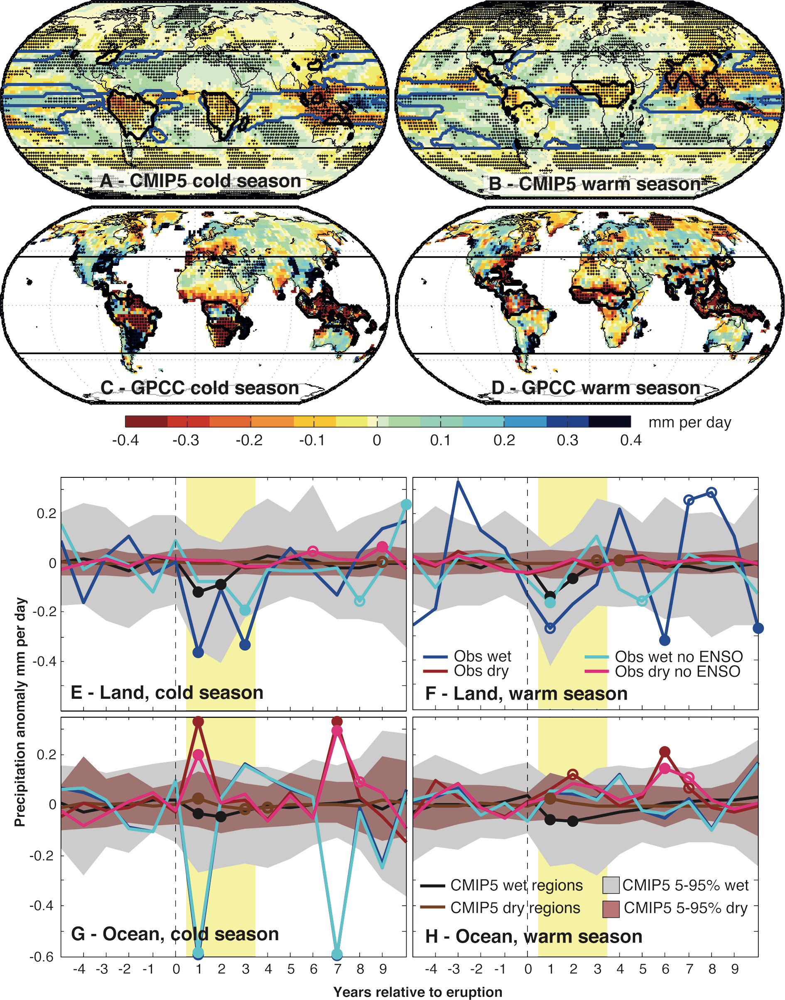 A - CMIP5 cold season
B - CMIP5 warm season
C - GPCC cold season
D - GPCC warm season
-0.4 -0.3 -0.2 -0.1 0 0.1 0.2 0.3 0.4 mm per day
Precipitation anomaly mm per day
0.2
0
-0.2
-0.4
E - Land, cold season
Obs wet
Obs dry
Obs wet no ENSO
Obs dry no ENSO
F - Land, warm season
0.2
0
-0.2
-0.4
-0.6
G - Ocean, cold season
CMIP5 wet regions
CMIP5 dry regions
CMIP5 5-95% wet
CMIP5 5-95% dry
H - Ocean, warm season
-4 -3 -2 -1 0 1 2 3 4 5 6 7 8 9
-4 -3 -2 -1 0 1 2 3 4 5 6 7 8 9
Years relative to eruption